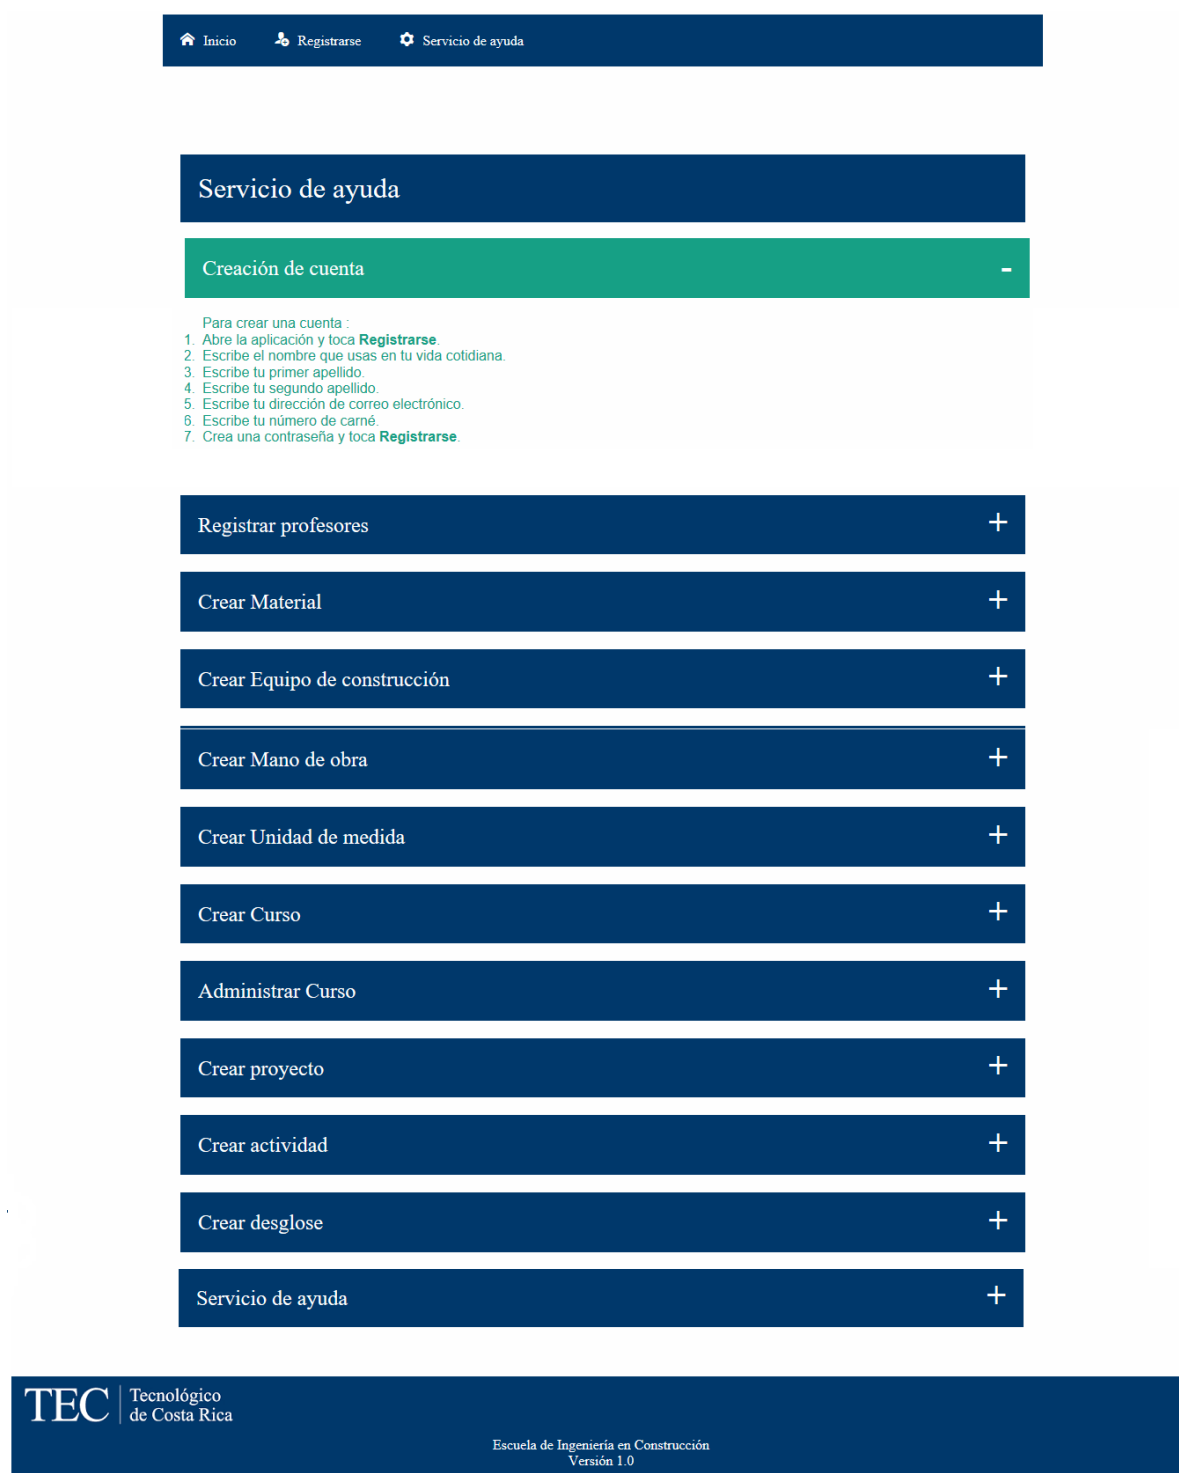 Inicio Registrarse Servicio de ayuda
Servicio de ayuda
Creación de cuenta -
Para crear una cuenta :
1. Abre la aplicación y toca Registrarse.
2. Escribe el nombre que usas en tu vida cotidiana.
3. Escribe tu primer apellido.
4. Escribe tu segundo apellido.
5. Escribe tu dirección de correo electrónico.
6. Escribe tu número de carné.
7. Crea una contraseña y toca Registrarse.
Registrar profesores +
Crear Material +
Crear Equipo de construcción +
Crear Mano de obra +
Crear Unidad de medida +
Crear Curso +
Administrar Curso +
Crear proyecto +
Crear actividad +
Crear desglose +
Servicio de ayuda +
TEC Tecnológico
de Costa Rica
Escuela de Ingeniería en Construcción
Versión 1.0